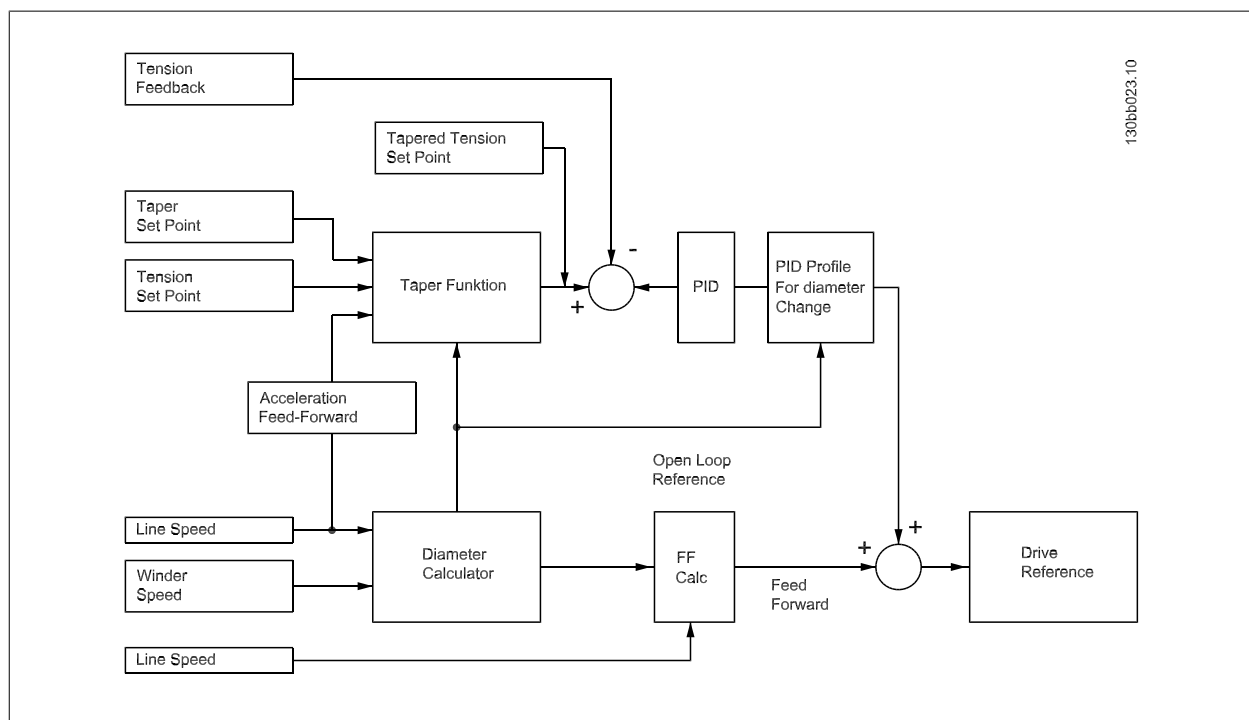 Tension
Feedback
130bb023.10
Tapered Tension
Set Point
Taper
Set Point
Tension
Set Point
Taper Funktion
-
+
PID
PID Profile
For diameter
Change
Acceleration
Feed-Forward
Open Loop
Reference
Line Speed
Winder
Speed
Diameter
Calculator
FF
Calc
+
+
Feed
Forward
Drive
Reference
Line Speed